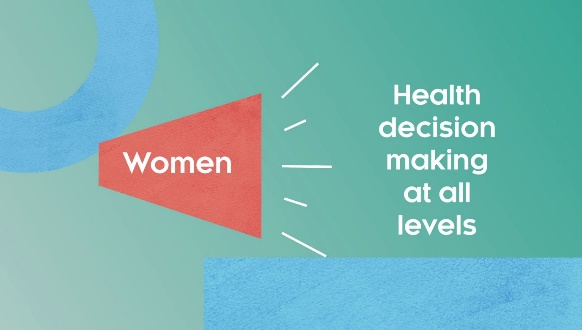 Women
Health
decision
making
at all
levels